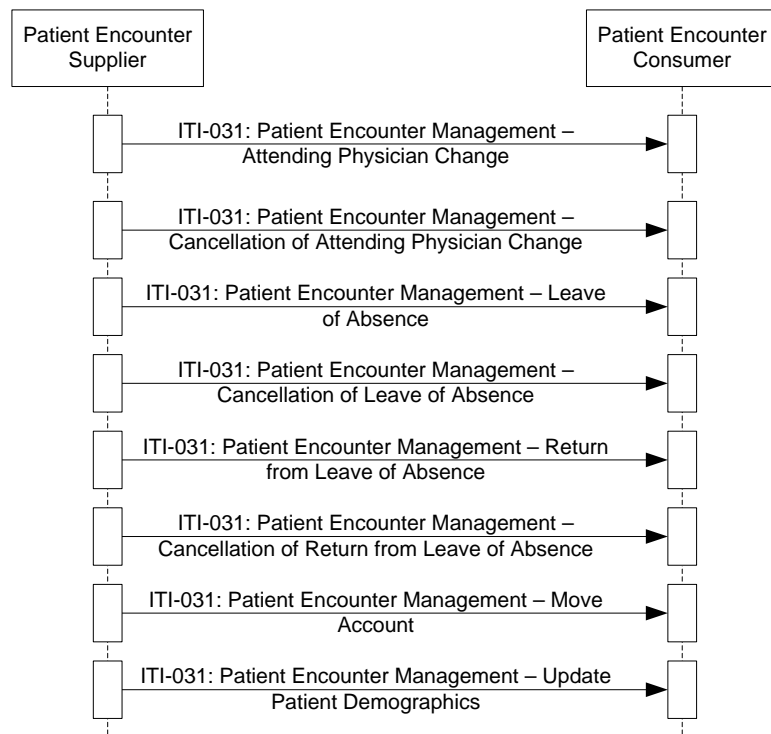 Patient Encounter
Supplier
Patient Encounter
Consumer
ITI-031: Patient Encounter Management –
Attending Physician Change
ITI-031: Patient Encounter Management –
Cancellation of Attending Physician Change
ITI-031: Patient Encounter Management – Leave
of Absence
ITI-031: Patient Encounter Management –
Cancellation of Leave of Absence
ITI-031: Patient Encounter Management – Return
from Leave of Absence
ITI-031: Patient Encounter Management –
Cancellation of Return from Leave of Absence
ITI-031: Patient Encounter Management – Move
Account
ITI-031: Patient Encounter Management – Update
Patient Demographics